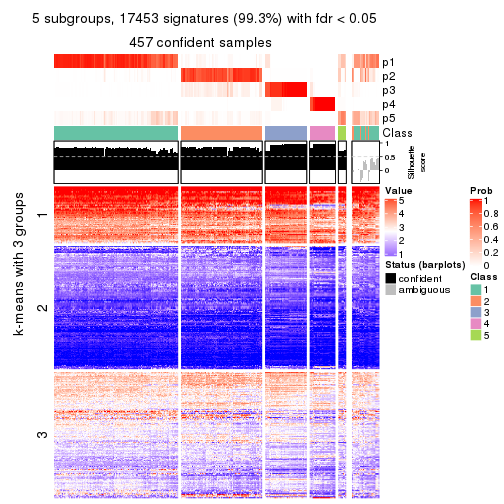 5 subgroups, 17453 signatures (99.3%) with fdr < 0.05
457 confident samples
p1
p2
p3
p4
p5
Class
1
0.5
0
Silhouette
score
k-means with 3 groups
1
2
3
Value
5
4
3
2
1
Status (barplots)
confident
ambiguous
Prob
1
0.8
0.6
0.4
0.2
0
Class
1
2
3
4
5